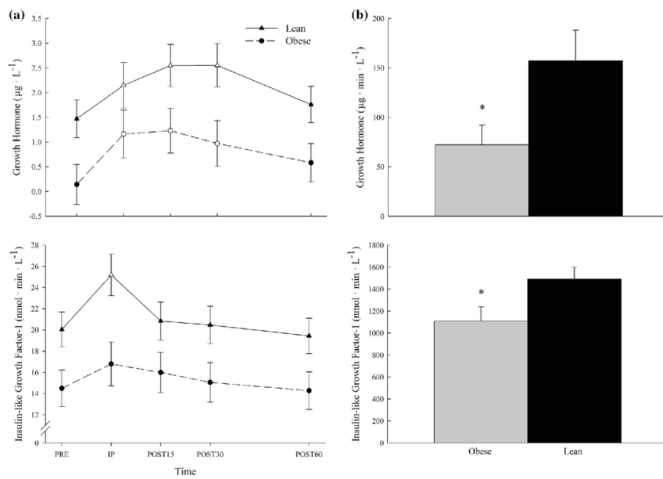 (a)
Lean
Obese
Growth Hormone (µg · L⁻¹)
3.5
3.0
2.5
2.0
1.5
1.0
0.5
0.0
-0.5
(b)
Growth Hormone (µg · min · L⁻¹)
200
150
100
50
*
Insulin-like Growth Factor-1 (nmol · min · L⁻¹)
28
26
24
22
20
18
16
14
12
0
PRE
IP
POST15
POST30
POST60
Time
Insulin-like Growth Factor-1 (nmol · min · L⁻¹)
1800
1600
1400
1200
1000
800
600
400
200
0
*
Obese
Lean